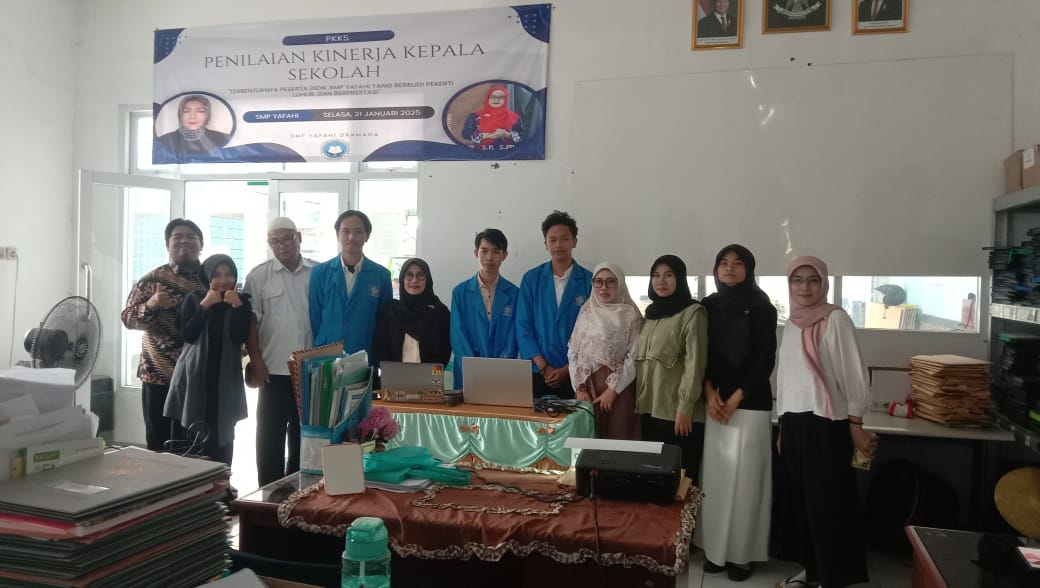 PKKS
PENILAIAN KINERJA KEPALA
SEKOLAH
"TERBENTUKNYA PESERTA DIDIK SMP YAFAHI YANG BERBUDI PEKERTI
LUHUR, DAN BERPRESTASI"
SMP YAFAHI SELASA, 21 JANUARI 2025
SMP YAFAHI DRAMAGA
S.P., S.Pd